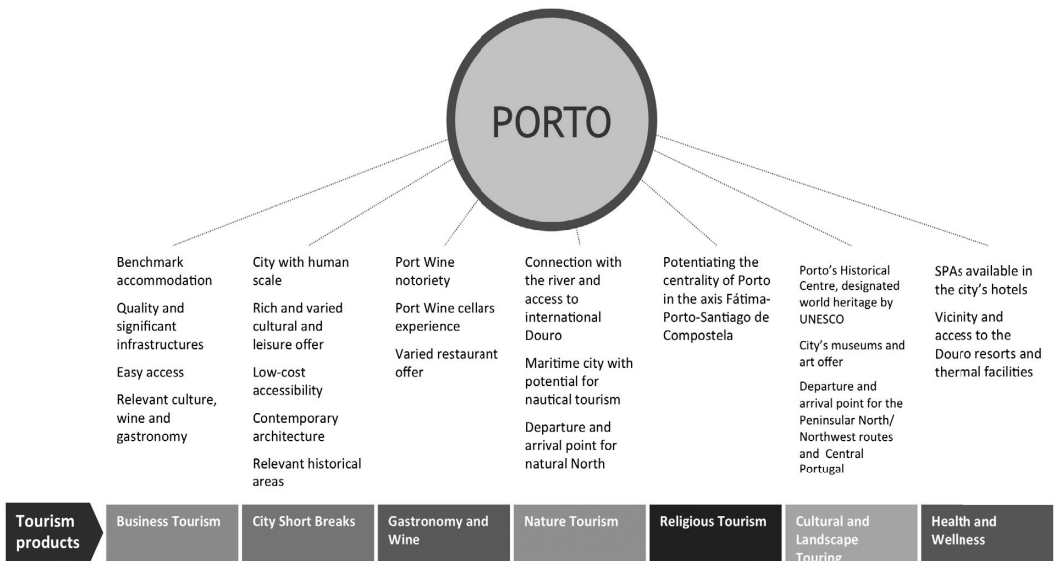 PORTO
Benchmark
accommodation
Quality and
significant
infrastructures
Easy access
Relevant culture,
wine and
gastronomy
City with human
scale
Rich and varied
cultural and
leisure offer
Low-cost
accessibility
Contemporary
architecture
Relevant historical
areas
Port Wine
notoriety
Port Wine cellars
experience
Varied restaurant
offer
Connection with
the river and
access to
international
Douro
Maritime city with
potential for
nautical tourism
Departure and
arrival point for
natural North
Potentiating the
centrality of Porto
in the axis Fátima-
Porto-Santiago de
Compostela
Porto's Historical
Centre, designated
world heritage by
UNESCO
City's museums and
art offer
Departure and
arrival point for the
Peninsular North/
Northwest routes
and Central
Portugal
SPAs available in
the city's hotels
Vicinity and
access to the
Douro resorts and
thermal facilities
Tourism
products
Business Tourism
City Short Breaks
Gastronomy and
Wine
Nature Tourism
Religious Tourism
Cultural and
Landscape
Touring
Health and
Wellness